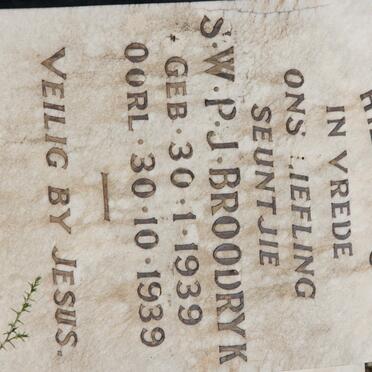 IN VREDE
ONS LIEFLING
SEUNTJIE
S.W.P.J. BROODRYK
* GEB. 30.1.1939
OORL. 30.10.1939
VEILIG BY JESUS.